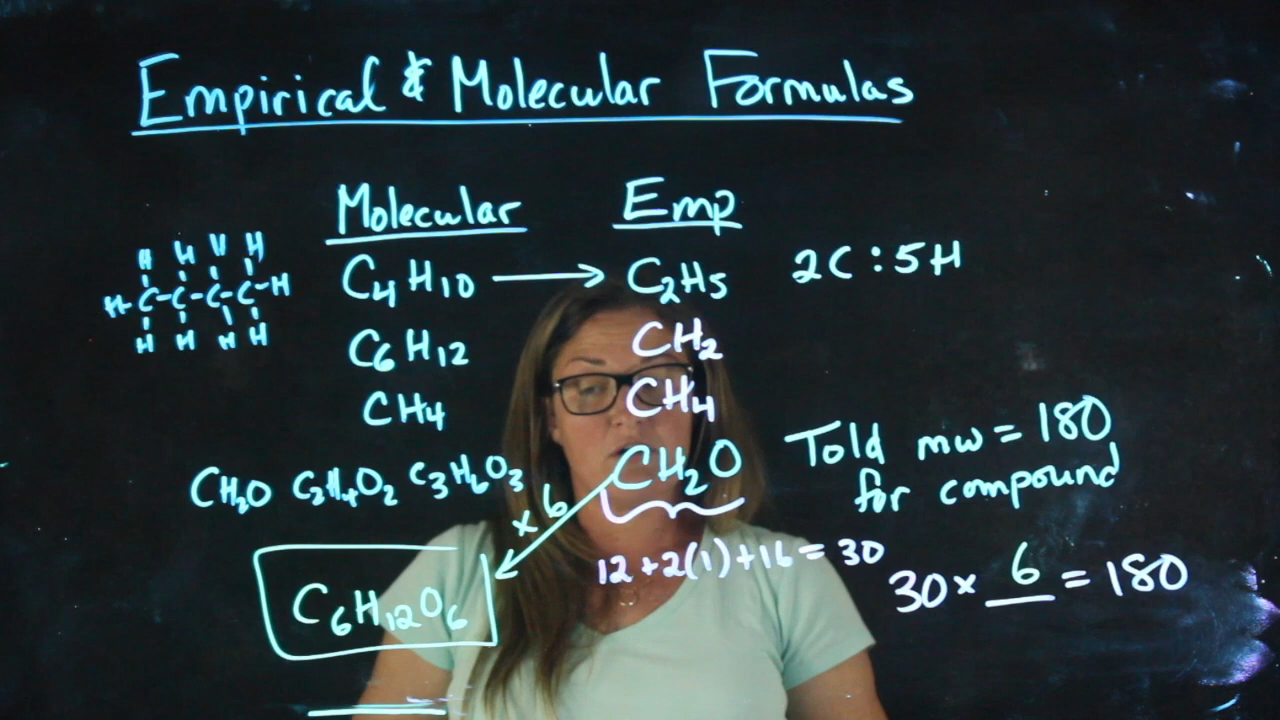 Empirical & Molecular Formulas
Molecular Emp
H H H H
H-C-C-C-C-H
H H H H
C₄H₁₀ → C₂H₅ 2C:5H
C₆H₁₂ CH₂
CH₄ CH₄
CH₂O C₂H₄O₂ C₃H₆O₃ CH₂O Told mw = 180
for compound
x 6
12+2(1)+16 = 30
30 x 6 = 180
C₆H₁₂O₆